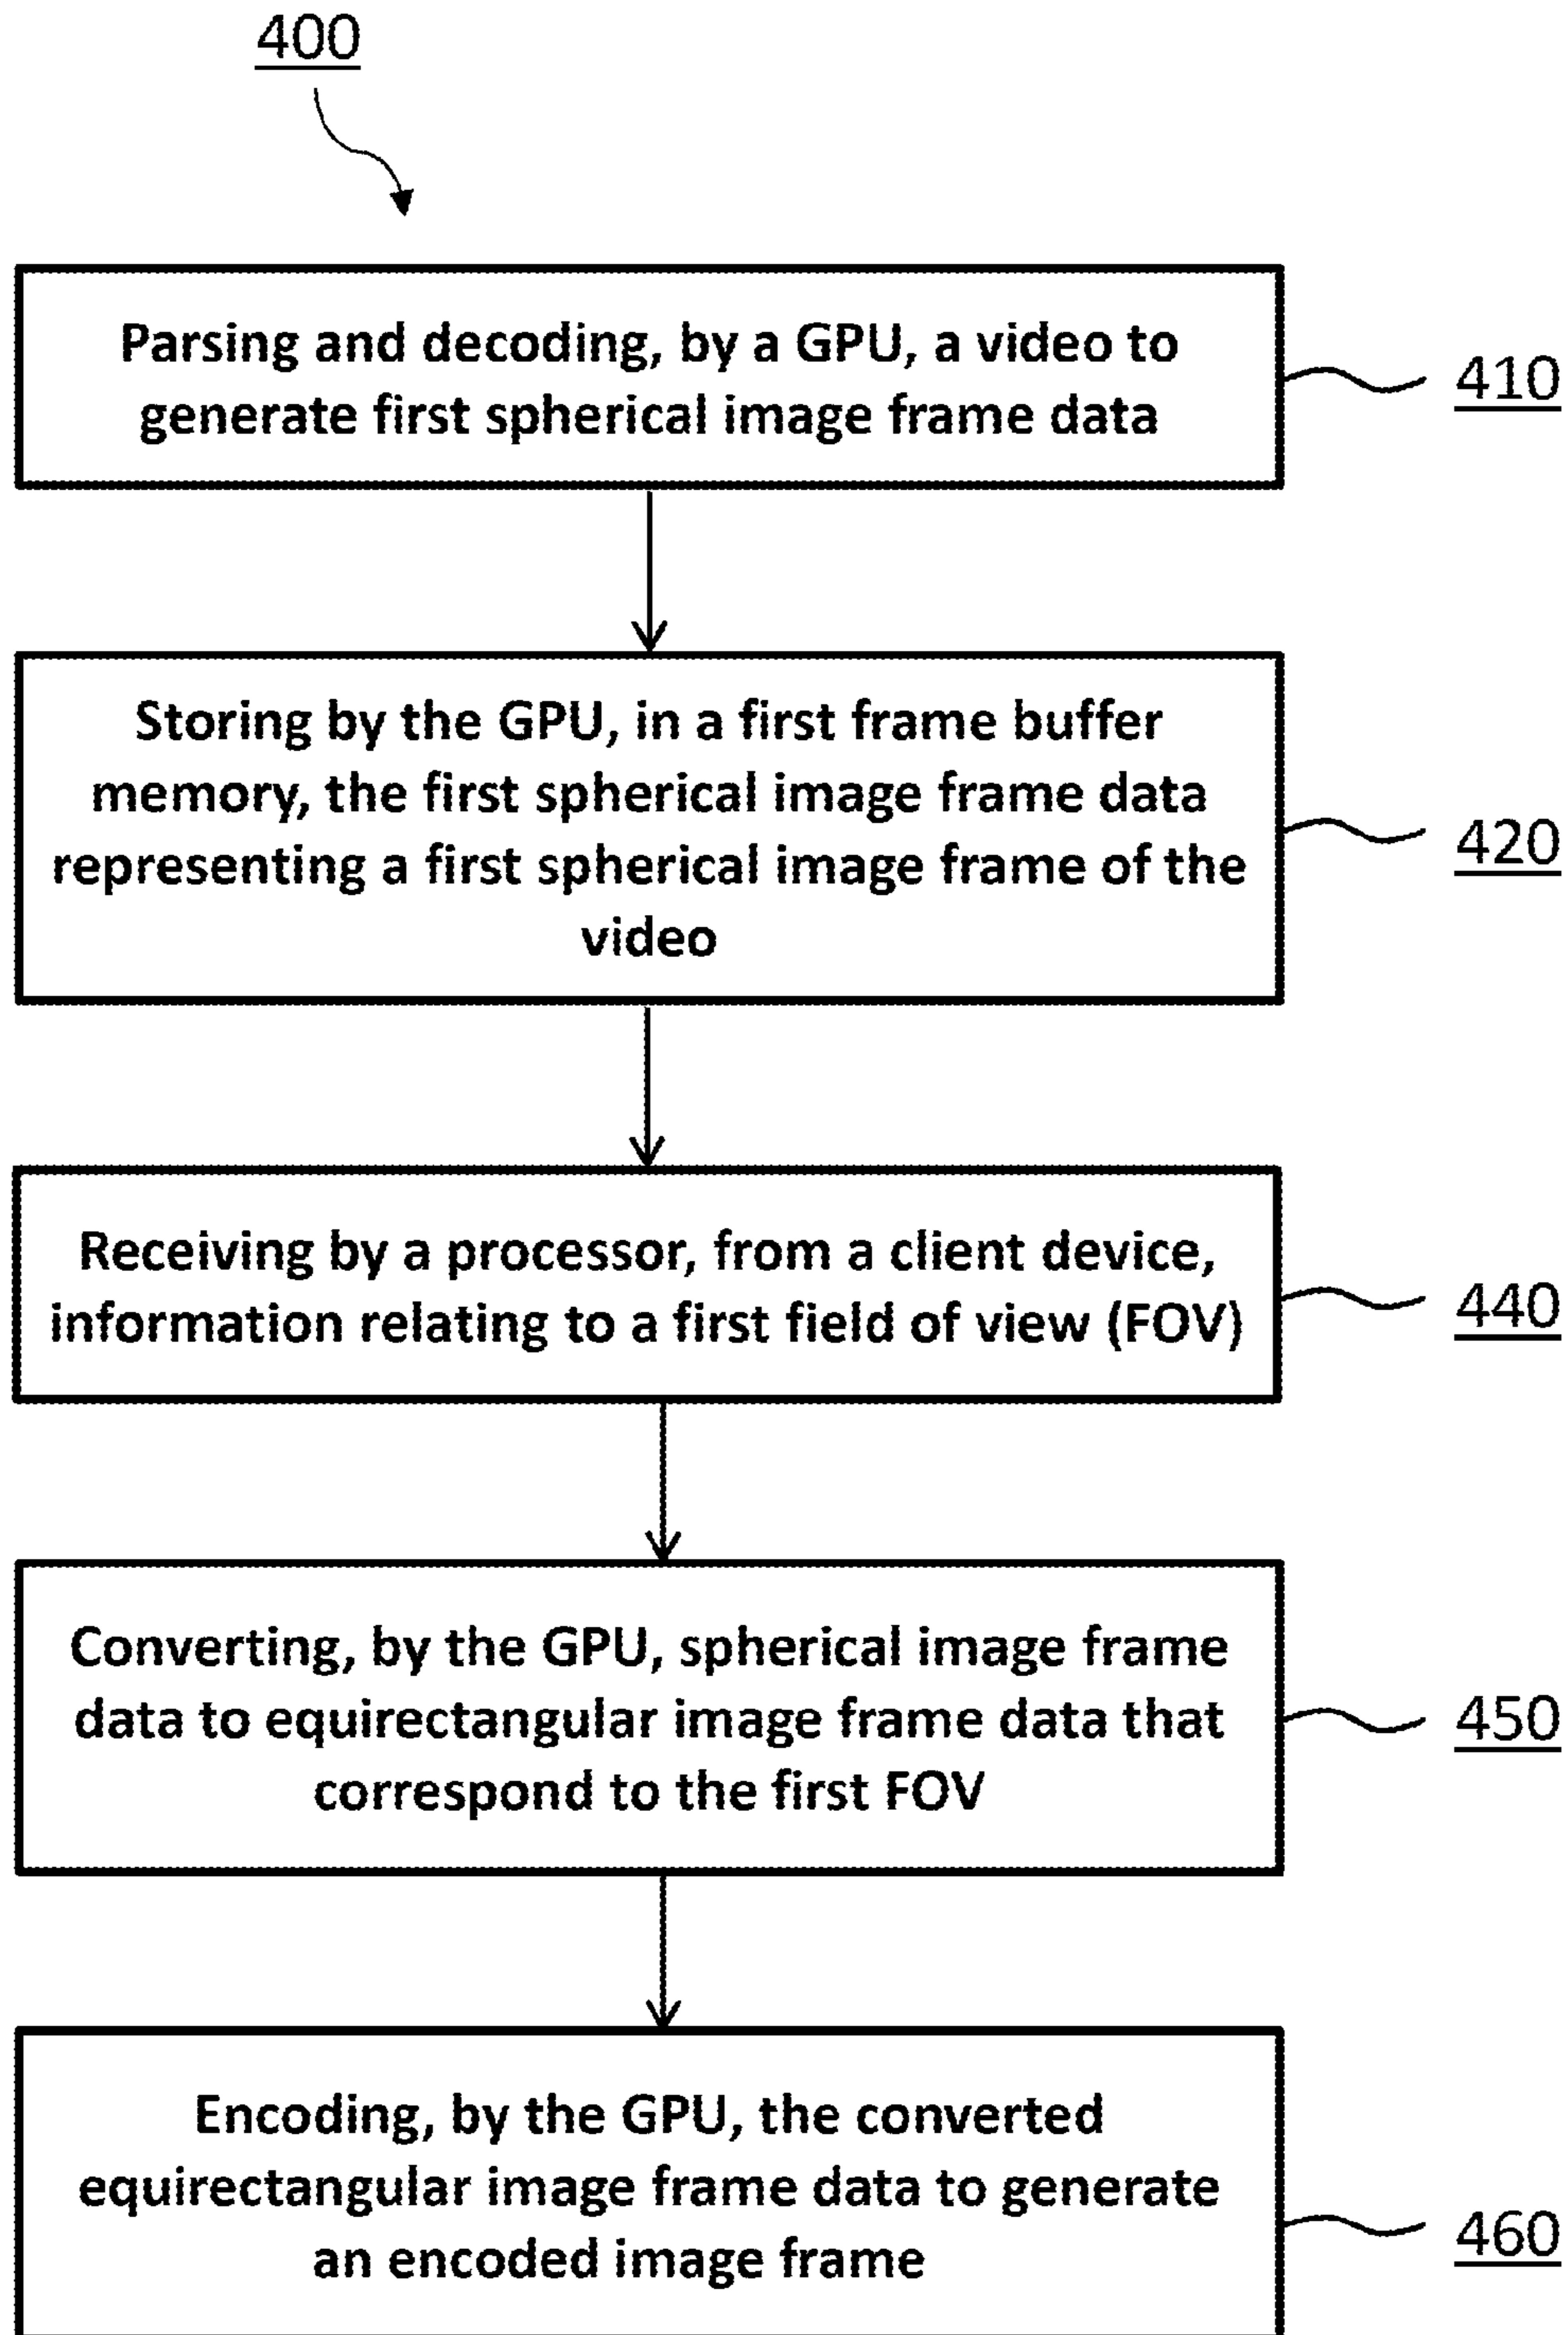 400
Parsing and decoding, by a GPU, a video to
generate first spherical image frame data
410
Storing by the GPU, in a first frame buffer
memory, the first spherical image frame data
representing a first spherical image frame of the
video
420
Receiving by a processor, from a client device,
information relating to a first field of view (FOV)
440
Converting, by the GPU, spherical image frame
data to equirectangular image frame data that
correspond to the first FOV
450
Encoding, by the GPU, the converted
equirectangular image frame data to generate
an encoded image frame
460